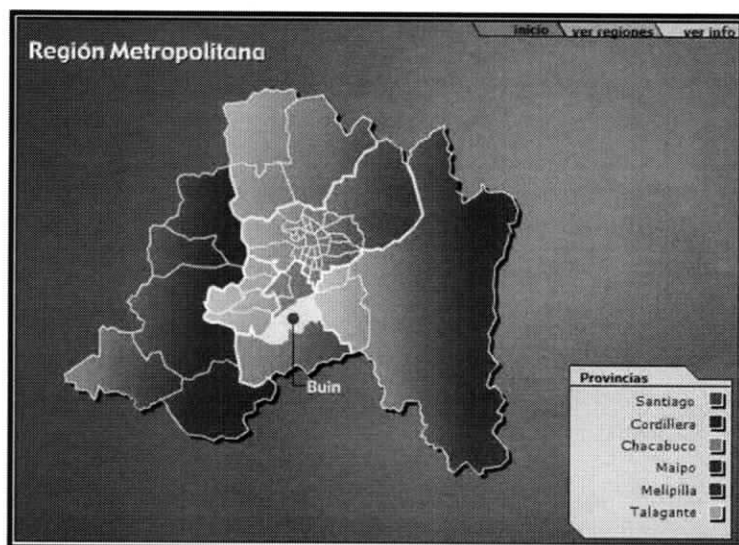 inicio ver regiones ver info
Región Metropolitana
Buin
Provincias
Santiago
Cordillera
Chacabuco
Maipo
Melipilla
Talagante